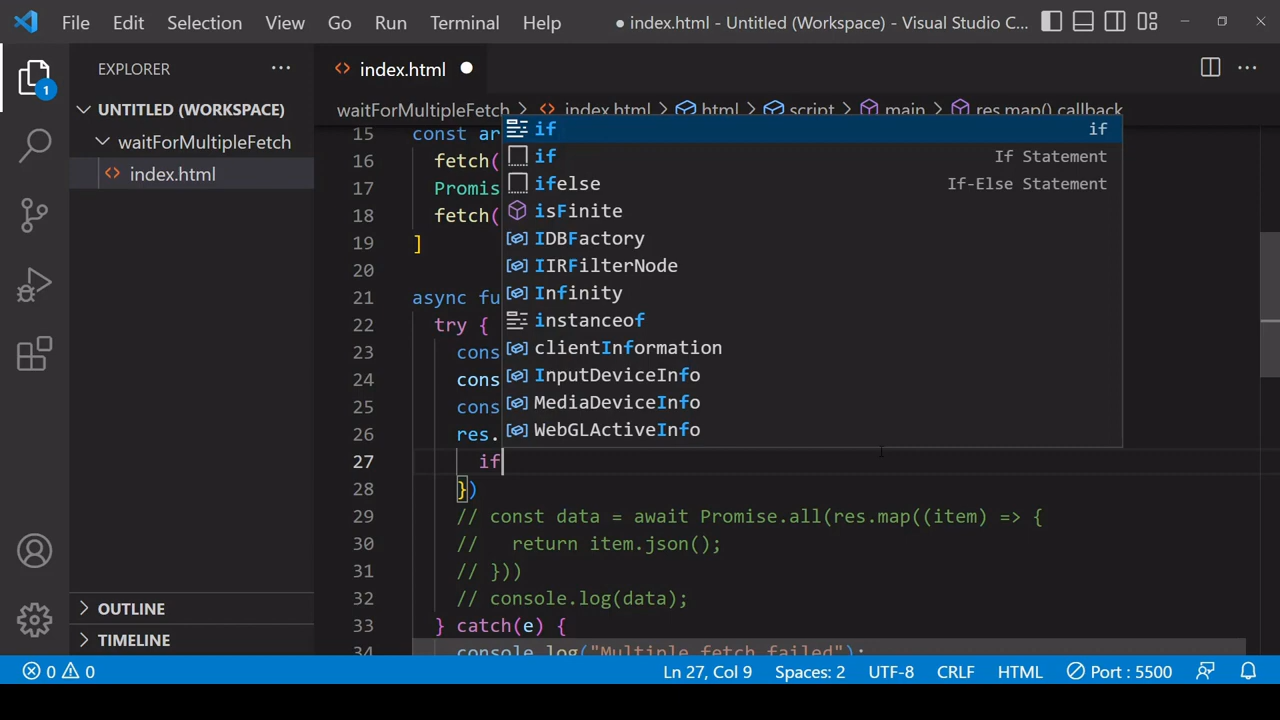 File Edit Selection View Go Run Terminal Help ● index.html - Untitled (Workspace) - Visual Studio C...
EXPLORER ...
index.html
1
UNTITLED (WORKSPACE)
waitForMultipleFetch
index.html
waitForMultipleFetch > index.html > html > script > main > res.map() callback
15 const ar
16 fetch(
17 Promis
18 fetch(
19 ]
20
21 async fu
22 try {
23 cons
24 cons
25 cons
26 res.
27 if
28 })
29 // const data = await Promise.all(res.map((item) => {
30 // return item.json();
31 // }))
32 // console.log(data);
33 } catch(e) {
34 console.log("Multiple fetch failed");
if if
if If Statement
ifelse If-Else Statement
isFinite
IDBFactory
IIRFilterNode
Infinity
instanceof
clientInformation
InputDeviceInfo
MediaDeviceInfo
WebGLActiveInfo
OUTLINE
TIMELINE
0 0 Ln 27, Col 9 Spaces: 2 UTF-8 CRLF HTML Port : 5500